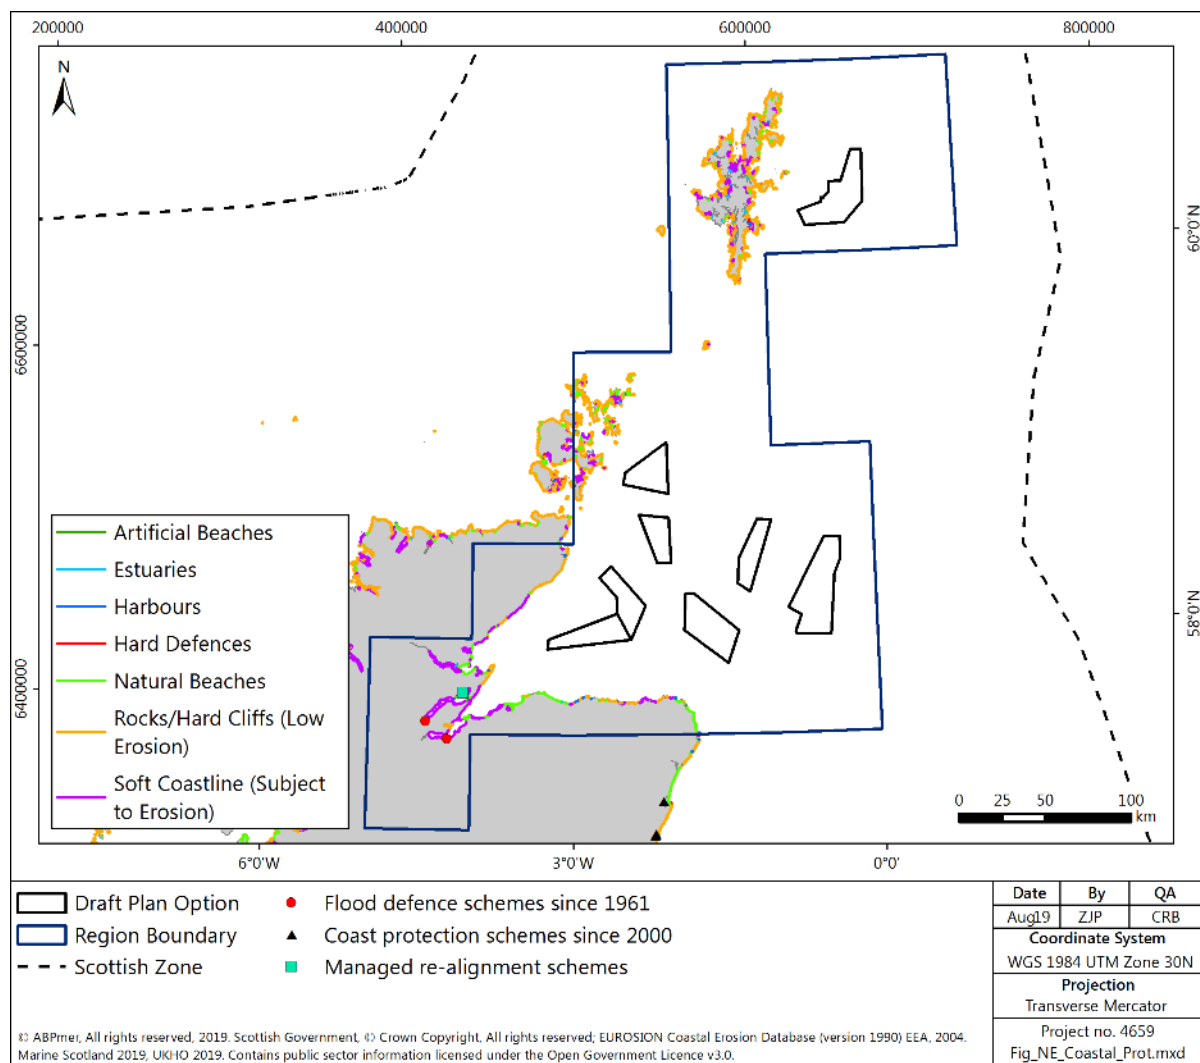 200000 400000 600000 800000
N
60°0'N
6600000
58°0'N
6400000
Artificial Beaches
Estuaries
Harbours
Hard Defences
Natural Beaches
Rocks/Hard Cliffs (Low
Erosion)
Soft Coastline (Subject
to Erosion)
0 25 50 100
km
6°0'W 3°0'W 0°0'
Draft Plan Option
Region Boundary
Scottish Zone
Flood defence schemes since 1961
Coast protection schemes since 2000
Managed re-alignment schemes
Date By QA
Aug19 ZJP CRB
Coordinate System
WGS 1984 UTM Zone 30N
Projection
Transverse Mercator
Project no. 4659
Fig_NE_Coastal_Prot.mxd
© ABPmer, All rights reserved, 2019. Scottish Government, © Crown Copyright, All rights reserved; EUROSION Coastal Erosion Database (version 1990) EEA, 2004.
Marine Scotland 2019, UKHO 2019. Contains public sector information licensed under the Open Government Licence v3.0.